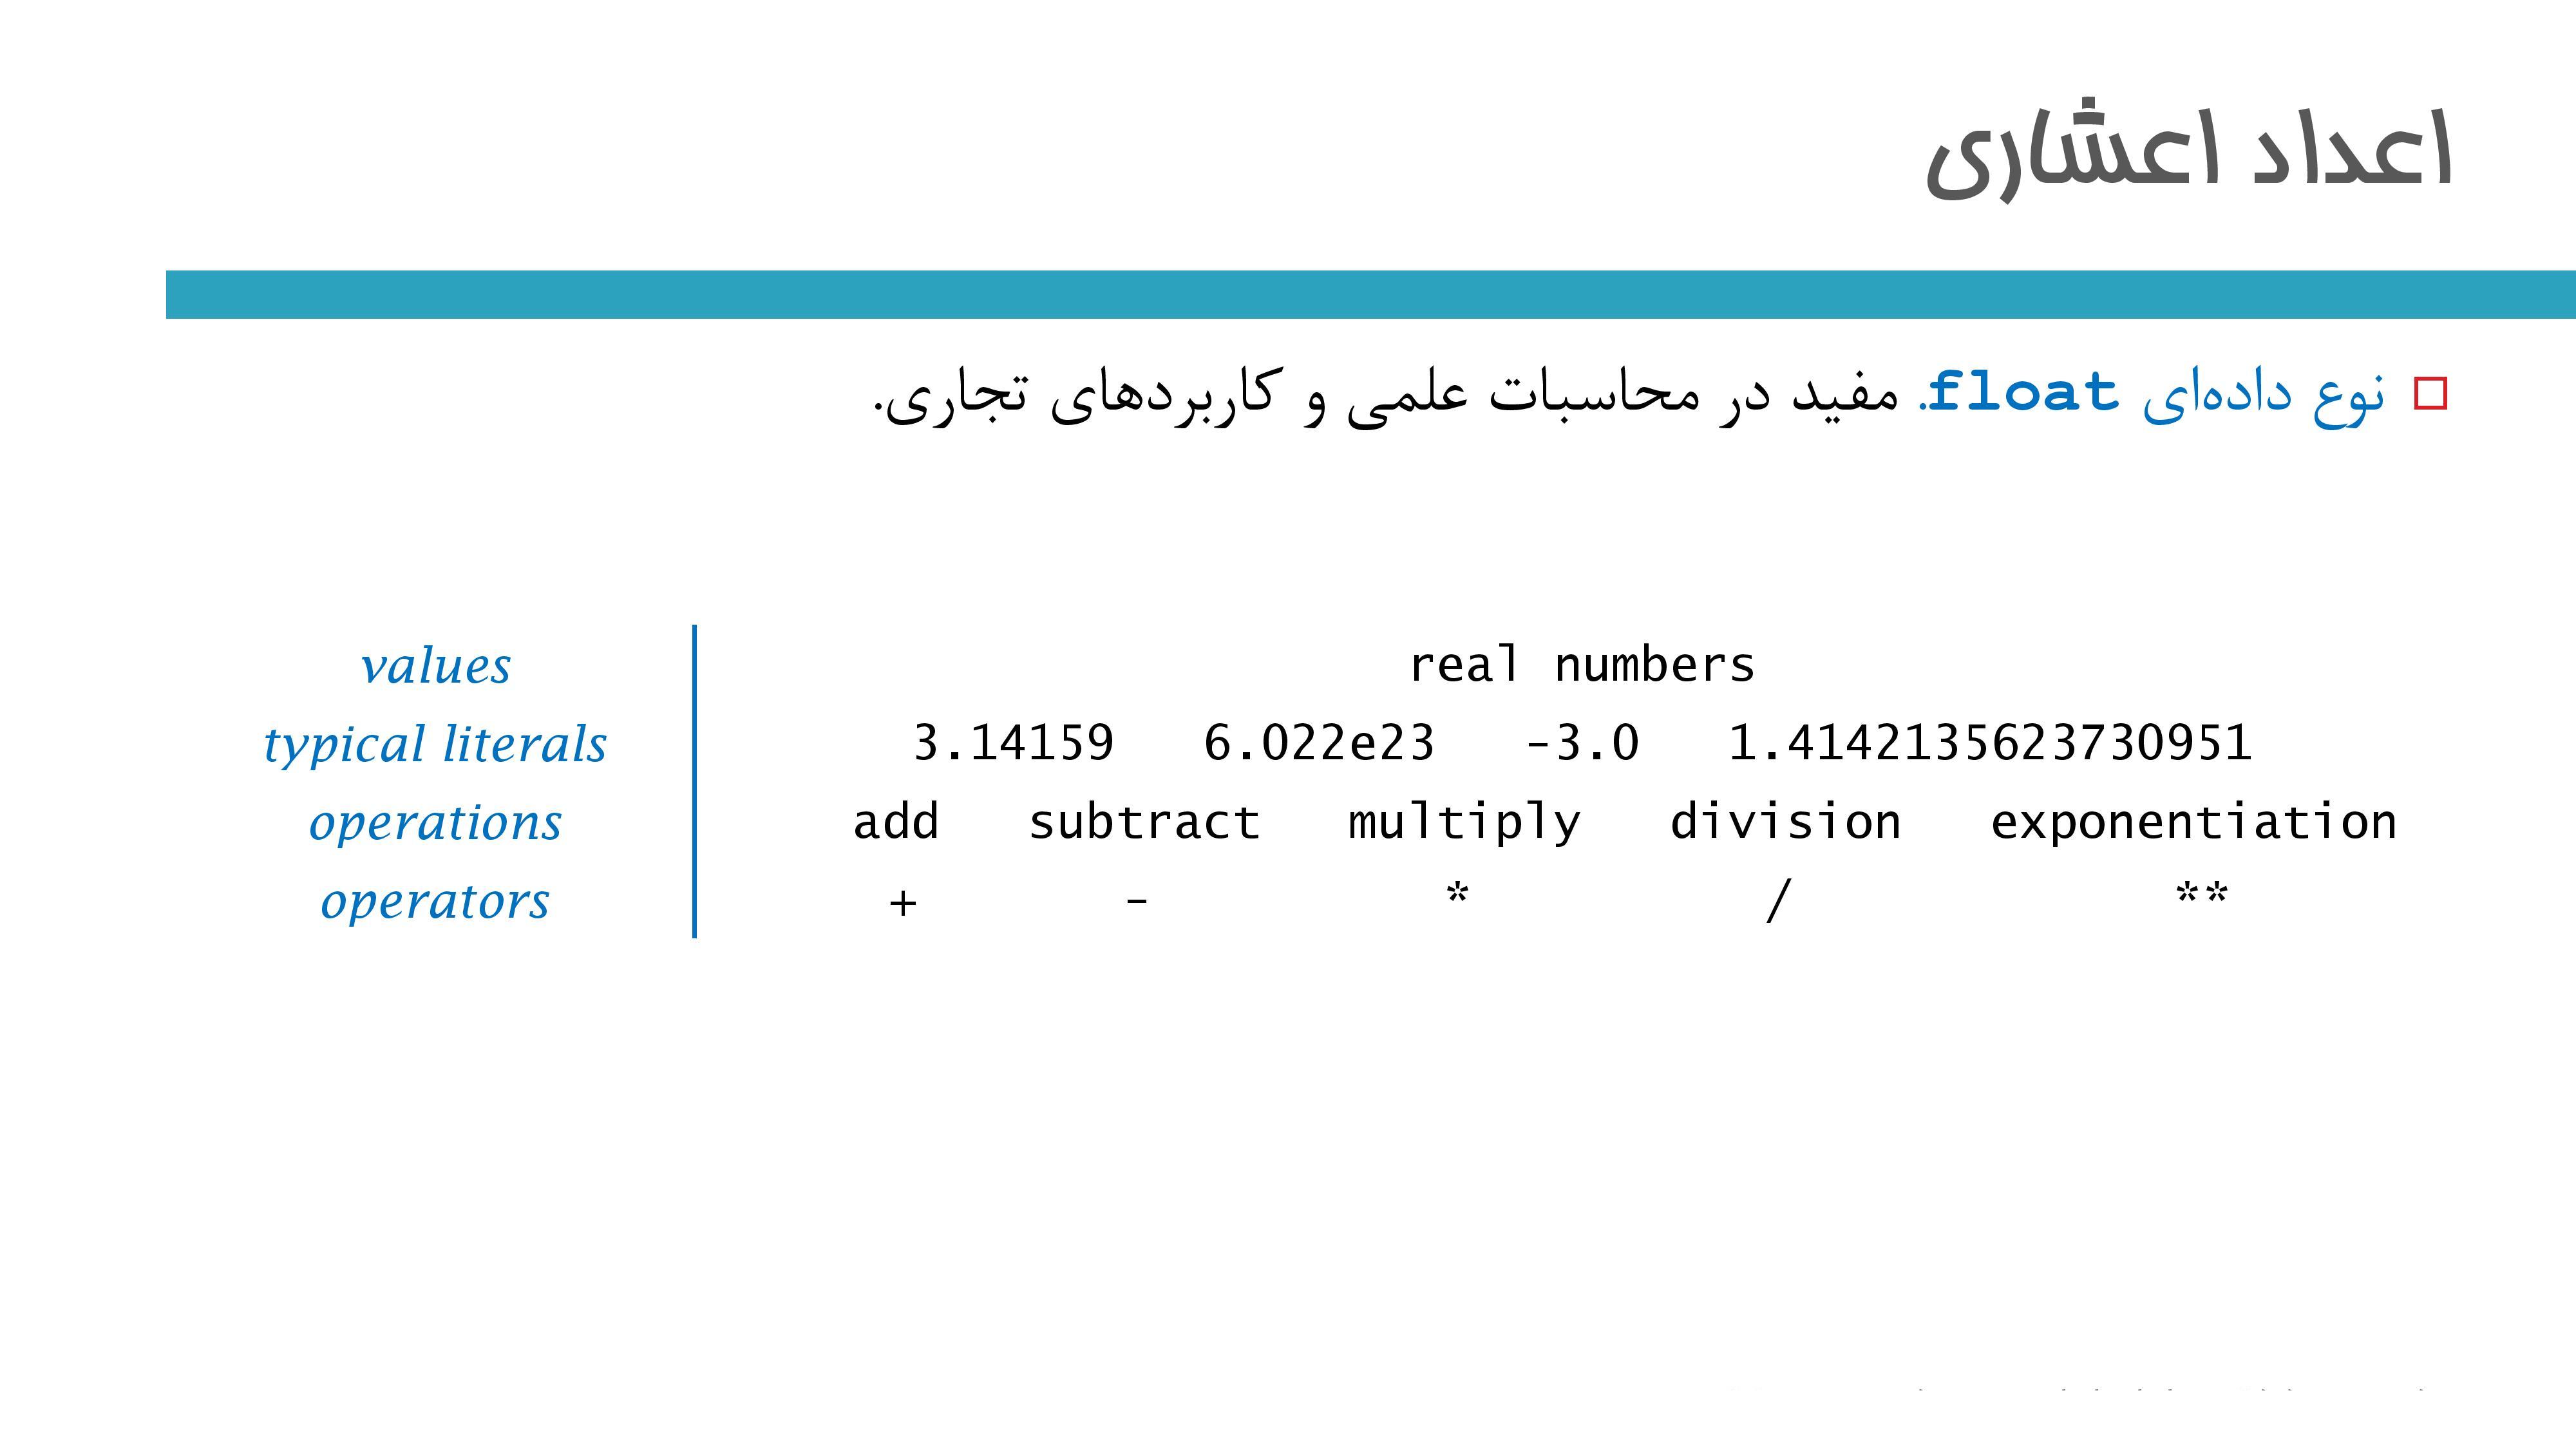 اعداد اعشاری
نوع داده‌ای float. مفید در محاسبات علمی و کاربردهای تجاری.
values real numbers
typical literals 3.14159 6.022e23 -3.0 1.4142135623730951
operations add subtract multiply division exponentiation
operators + - * / **